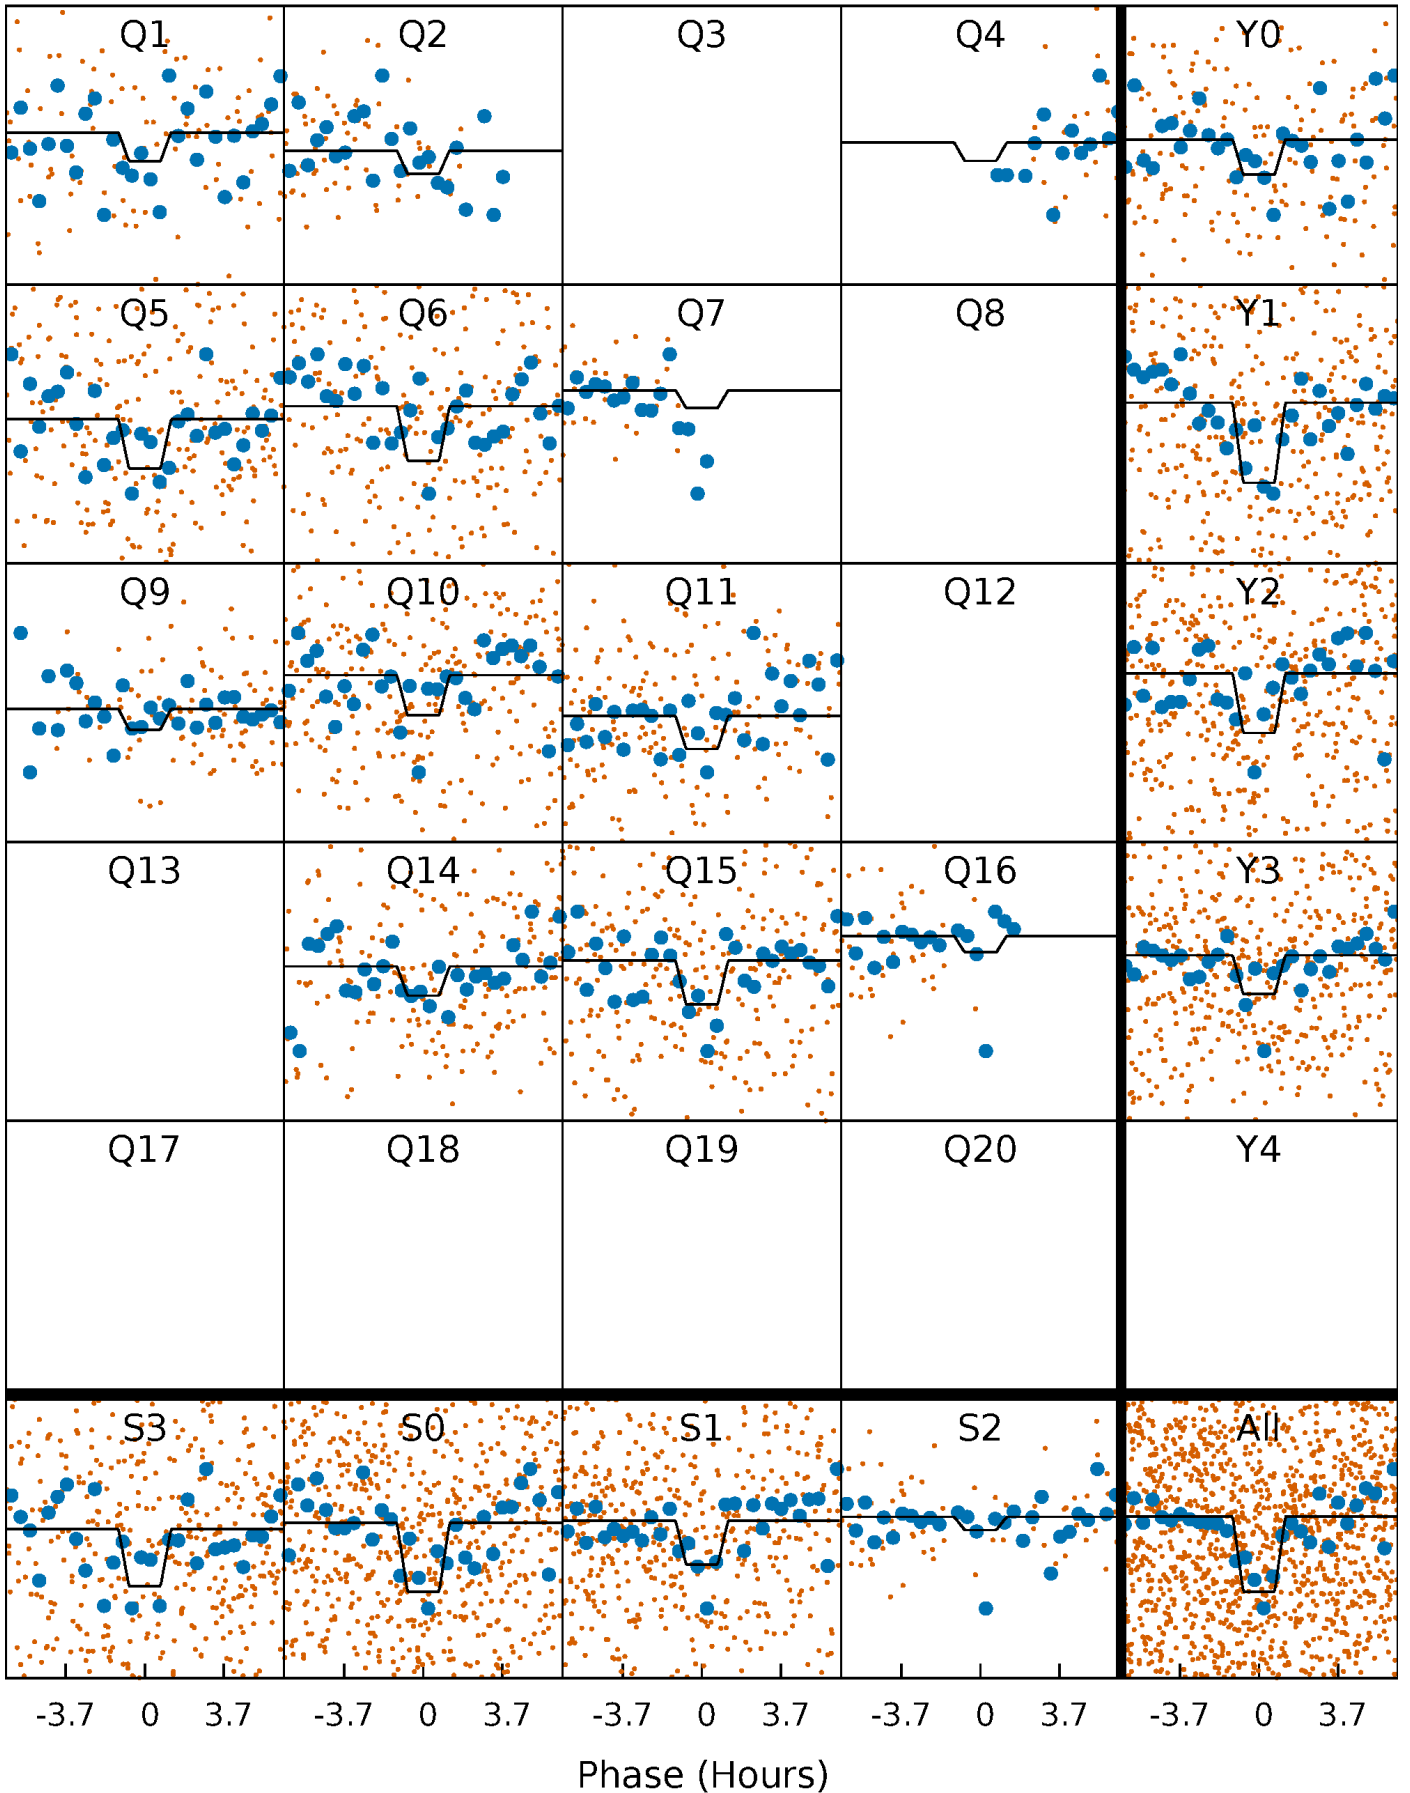 Q1 Q2 Q3 Q4 Y0
Q5 Q6 Q7 Q8 Y1
Q9 Q10 Q11 Q12 Y2
Q13 Q14 Q15 Q16 Y3
Q17 Q18 Q19 Q20 Y4
S3 S0 S1 S2 All
-3.7 0 3.7 -3.7 0 3.7 -3.7 0 3.7 -3.7 0 3.7 -3.7 0 3.7
Phase (Hours)